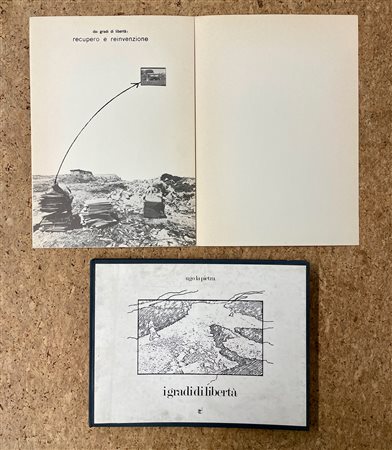 dai gradi di libertà:
recupero e reinvenzione
ugo la pietra
i gradi di libertà